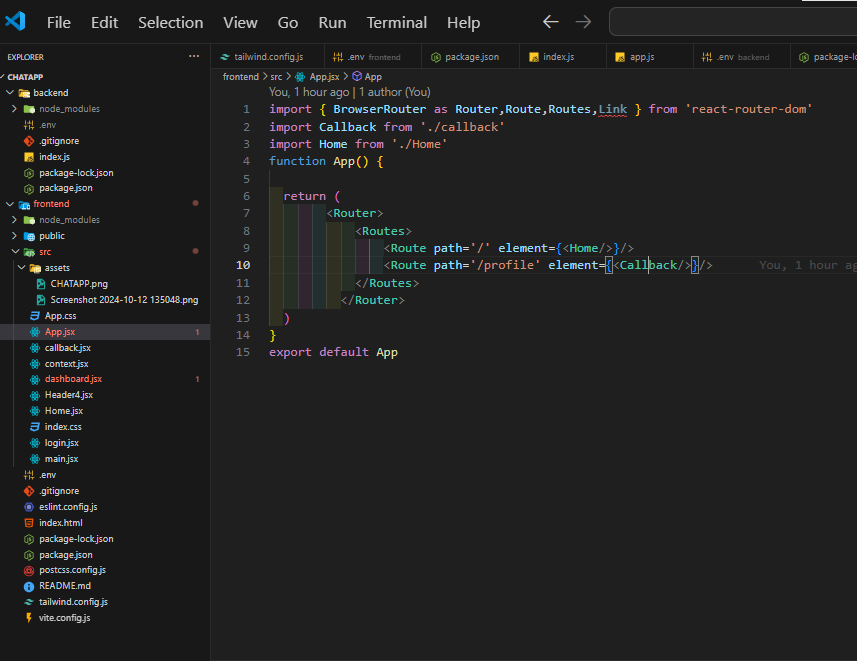 File Edit Selection View Go Run Terminal Help
EXPLORER ···
tailwind.config.js .env frontend package.json index.js app.js .env backend
frontend > src > App.jsx > App
CHATAPP
backend
node_modules
.env
.gitignore
index.js
package-lock.json
package.json
frontend
node_modules
public
src
assets
CHATAPP.png
Screenshot 2024-10-12 135048.png
App.css
App.jsx 1
callback.jsx
context.jsx
dashboard.jsx 1
Header4.jsx
Home.jsx
index.css
login.jsx
main.jsx
.env
.gitignore
eslint.config.js
index.html
package-lock.json
package.json
postcss.config.js
README.md
tailwind.config.js
vite.config.js
You, 1 hour ago | 1 author (You)
1 import { BrowserRouter as Router,Route,Routes,Link } from 'react-router-dom'
2 import Callback from './callback'
3 import Home from './Home'
4 function App() {
5
6 return (
7 <Router>
8 <Routes>
9 <Route path='/' element={<Home/>}/>
10 <Route path='/profile' element={<Callback/>}/> You, 1 hour
11 </Routes>
12 </Router>
13 )
14 }
15 export default App